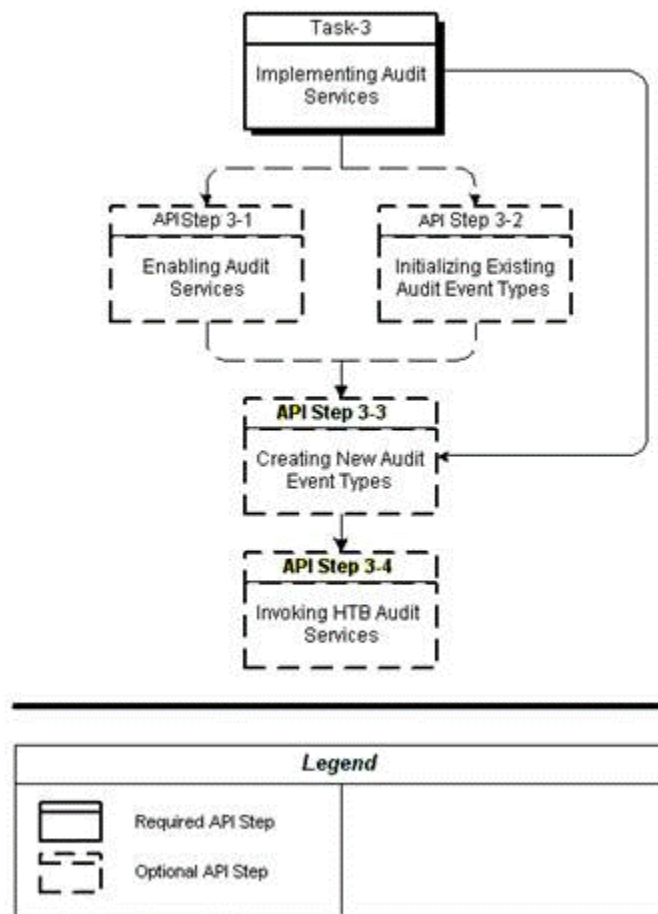 Task-3
Implementing Audit
Services
API Step 3-1
API Step 3-2
Enabling Audit
Services
Initializing Existing
Audit Event Types
API Step 3-3
Creating New Audit
Event Types
API Step 3-4
Invoking HTB Audit
Services
Legend
Required API Step
Optional API Step